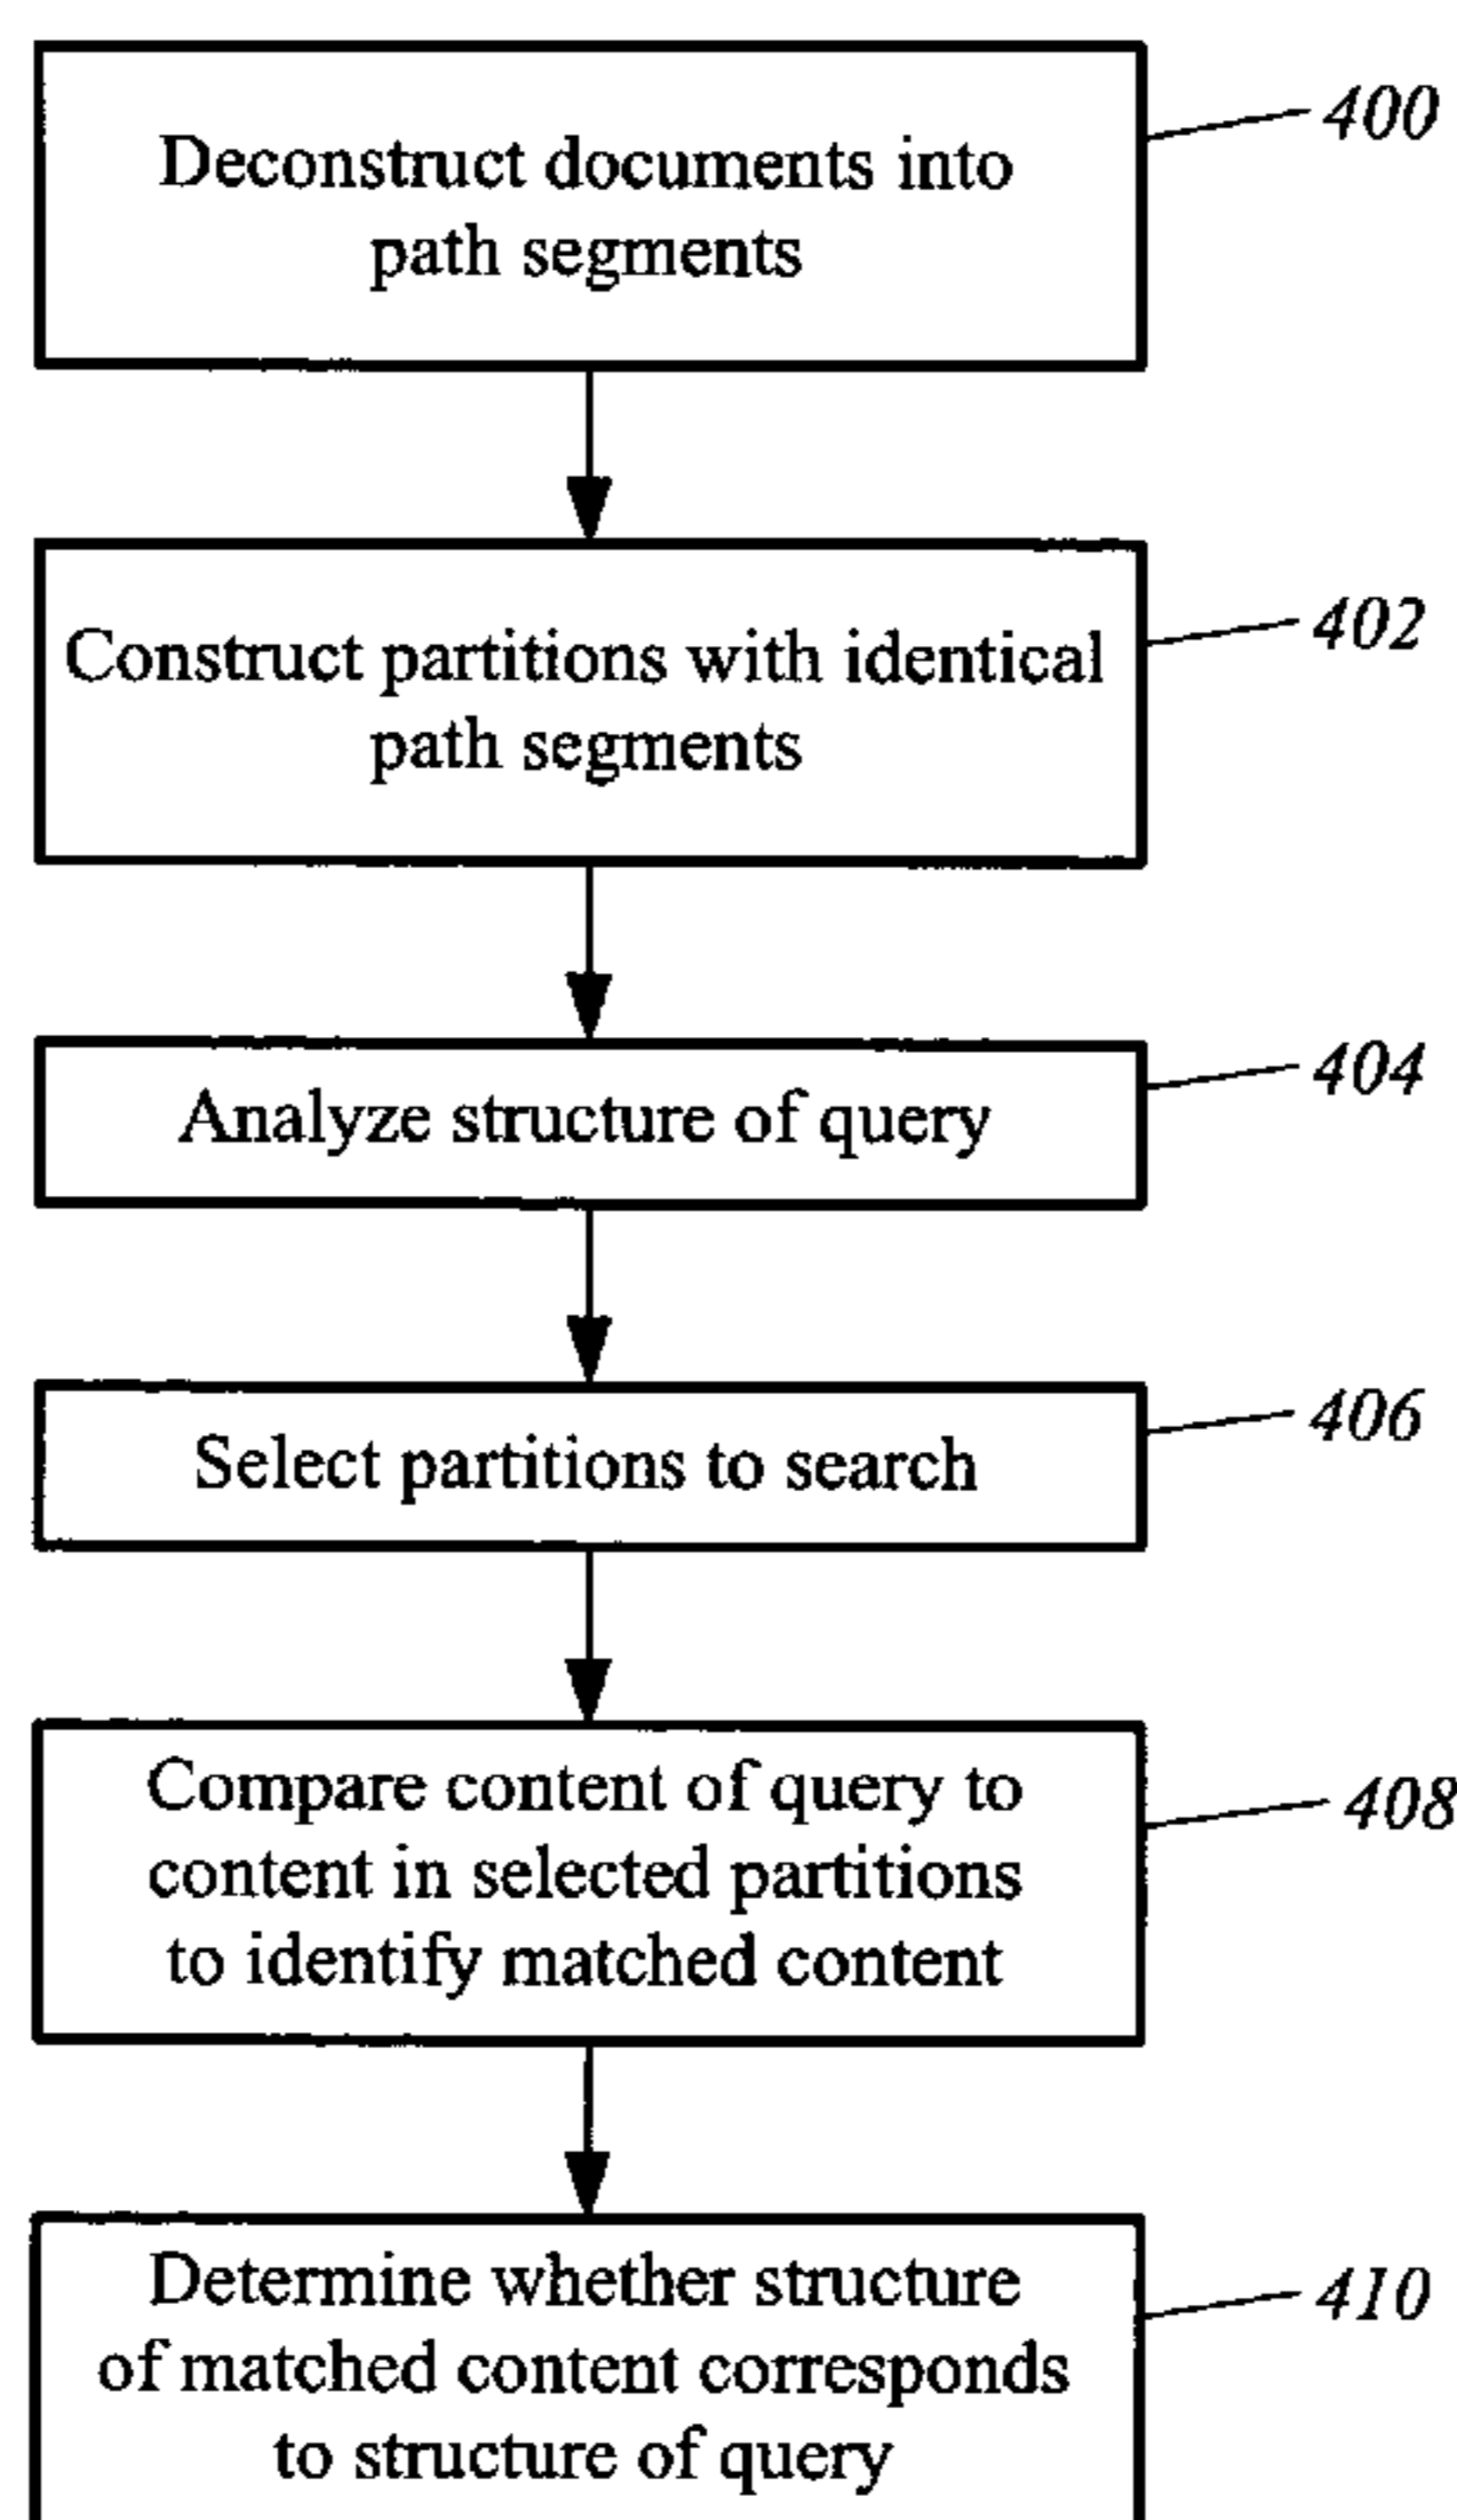 Deconstruct documents into
path segments
400
Construct partitions with identical
path segments
402
Analyze structure of query
404
Select partitions to search
406
Compare content of query to
content in selected partitions
to identify matched content
408
Determine whether structure
of matched content corresponds
to structure of query
410